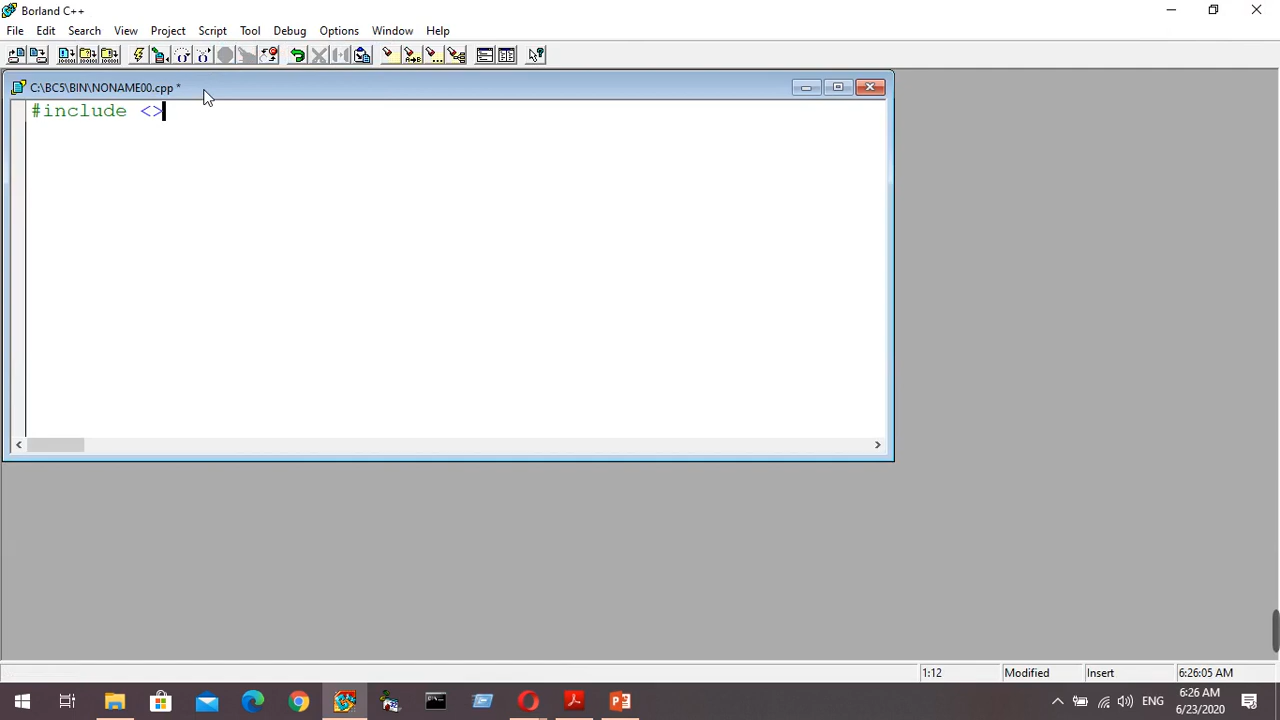 Borland C++
File Edit Search View Project Script Tool Debug Options Window Help
C:\BC5\BIN\NONAME00.cpp *
#include <>
1:12 Modified Insert 6:26:05 AM
6:26 AM
ENG
6/23/2020